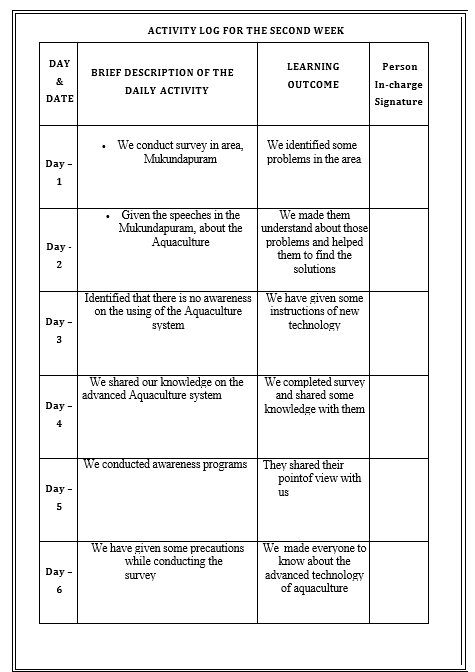 ACTIVITY LOG FOR THE SECOND WEEK
DAY
&
DATE
BRIEF DESCRIPTION OF THE
DAILY ACTIVITY
LEARNING
OUTCOME
Person
In-charge
Signature
Day –
1
• We conduct survey in area,
Mukundapuram
We identified some
problems in the area
Day -
2
• Given the speeches in the
Mukundapuram, about the
Aquaculture
We made them
understand about those
problems and helped
them to find the
solutions
Day –
3
Identified that there is no awareness
on the using of the Aquaculture
system
We have given some
instructions of new
technology
Day –
4
We shared our knowledge on the
advanced Aquaculture system
We completed survey
and shared some
knowledge with them
Day –
5
We conducted awareness programs
They shared their
pointof view with
us
Day –
6
We have given some precautions
while conducting the
survey
We made everyone to
know about the
advanced technology
of aquaculture